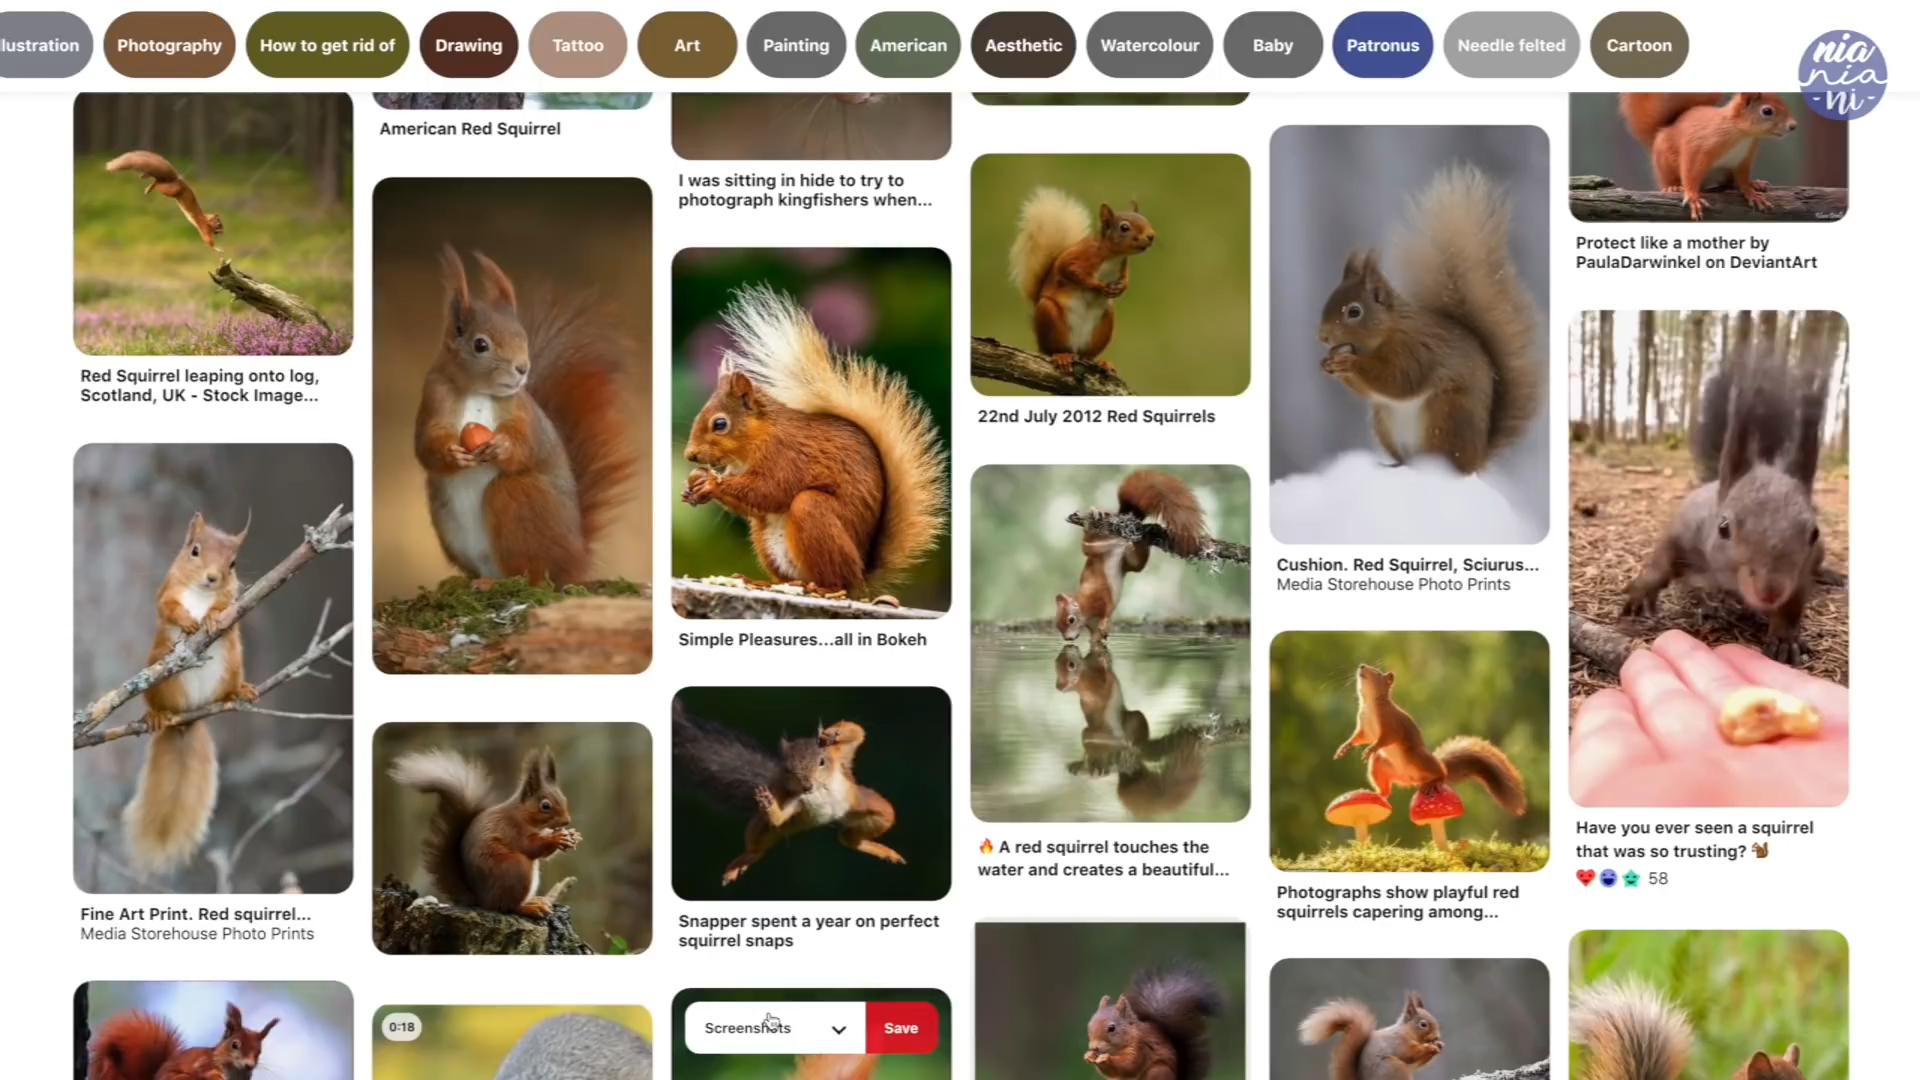 lustration
Photography
How to get rid of
Drawing
Tattoo
Art
Painting
American
Aesthetic
Watercolour
Baby
Patronus
Needle felted
Cartoon
nia
nia
-ni-
Red Squirrel leaping onto log,
Scotland, UK - Stock Image...
Fine Art Print. Red squirrel...
Media Storehouse Photo Prints
American Red Squirrel
0:18
I was sitting in hide to try to
photograph kingfishers when...
Simple Pleasures...all in Bokeh
Snapper spent a year on perfect
squirrel snaps
Screenshots
Save
22nd July 2012 Red Squirrels
🔥 A red squirrel touches the
water and creates a beautiful...
Cushion. Red Squirrel, Sciurus...
Media Storehouse Photo Prints
Photographs show playful red
squirrels capering among...
Protect like a mother by
PaulaDarwinkel on DeviantArt
Have you ever seen a squirrel
that was so trusting? 🐿️
58